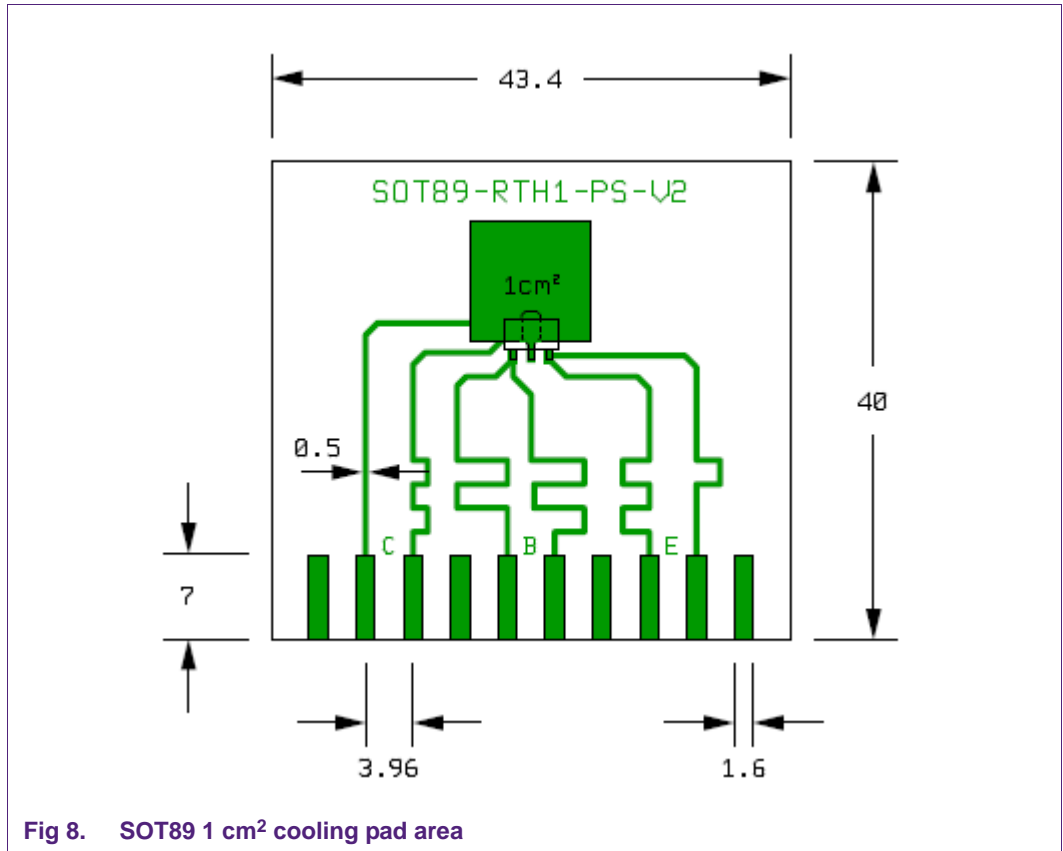 43.4
SOT89-RTH1-PS-V2
1cm²
40
0.5
C B E
7
3.96 1.6
Fig 8. SOT89 1 cm² cooling pad area